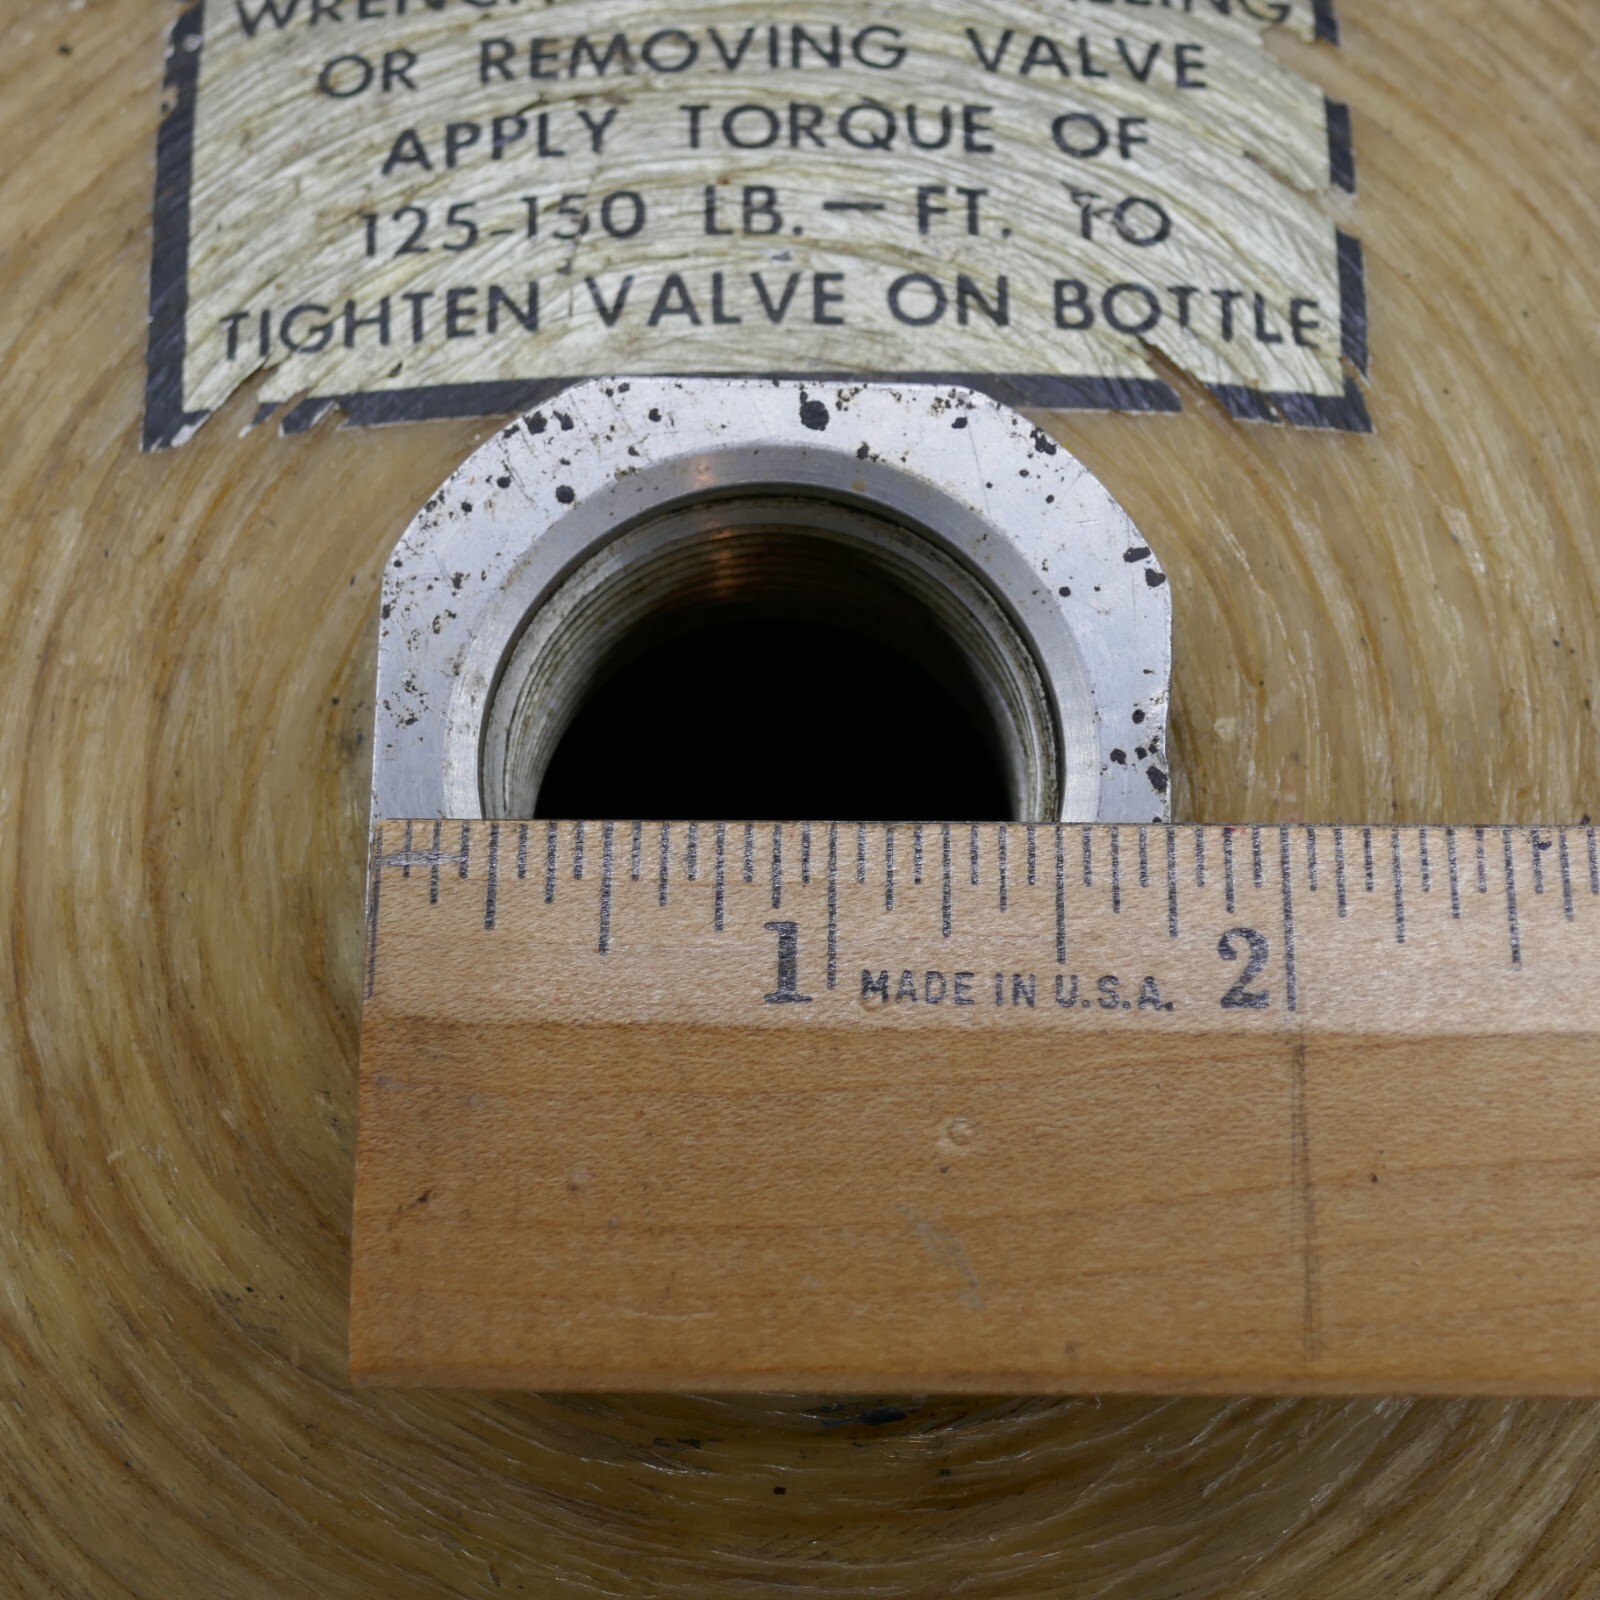 OR REMOVING VALVE
APPLY TORQUE OF
125-150 LB. — FT. TO
TIGHTEN VALVE ON BOTTLE
1 2
MADE IN U.S.A.